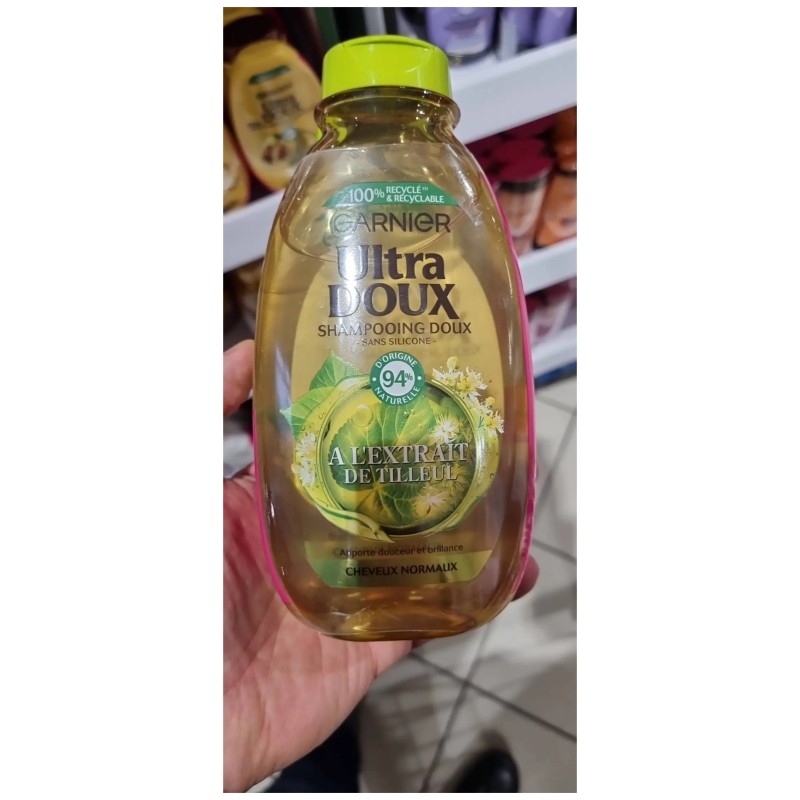 100% RECYCLÉ
& RECYCLABLE
GARNIER
Ultra
DOUX
SHAMPOOING DOUX
- SANS SILICONE -
D'ORIGINE
94%
NATURELLE
A L'EXTRAIT
DE TILLEUL
Apporte douceur et brillance
CHEVEUX NORMAUX